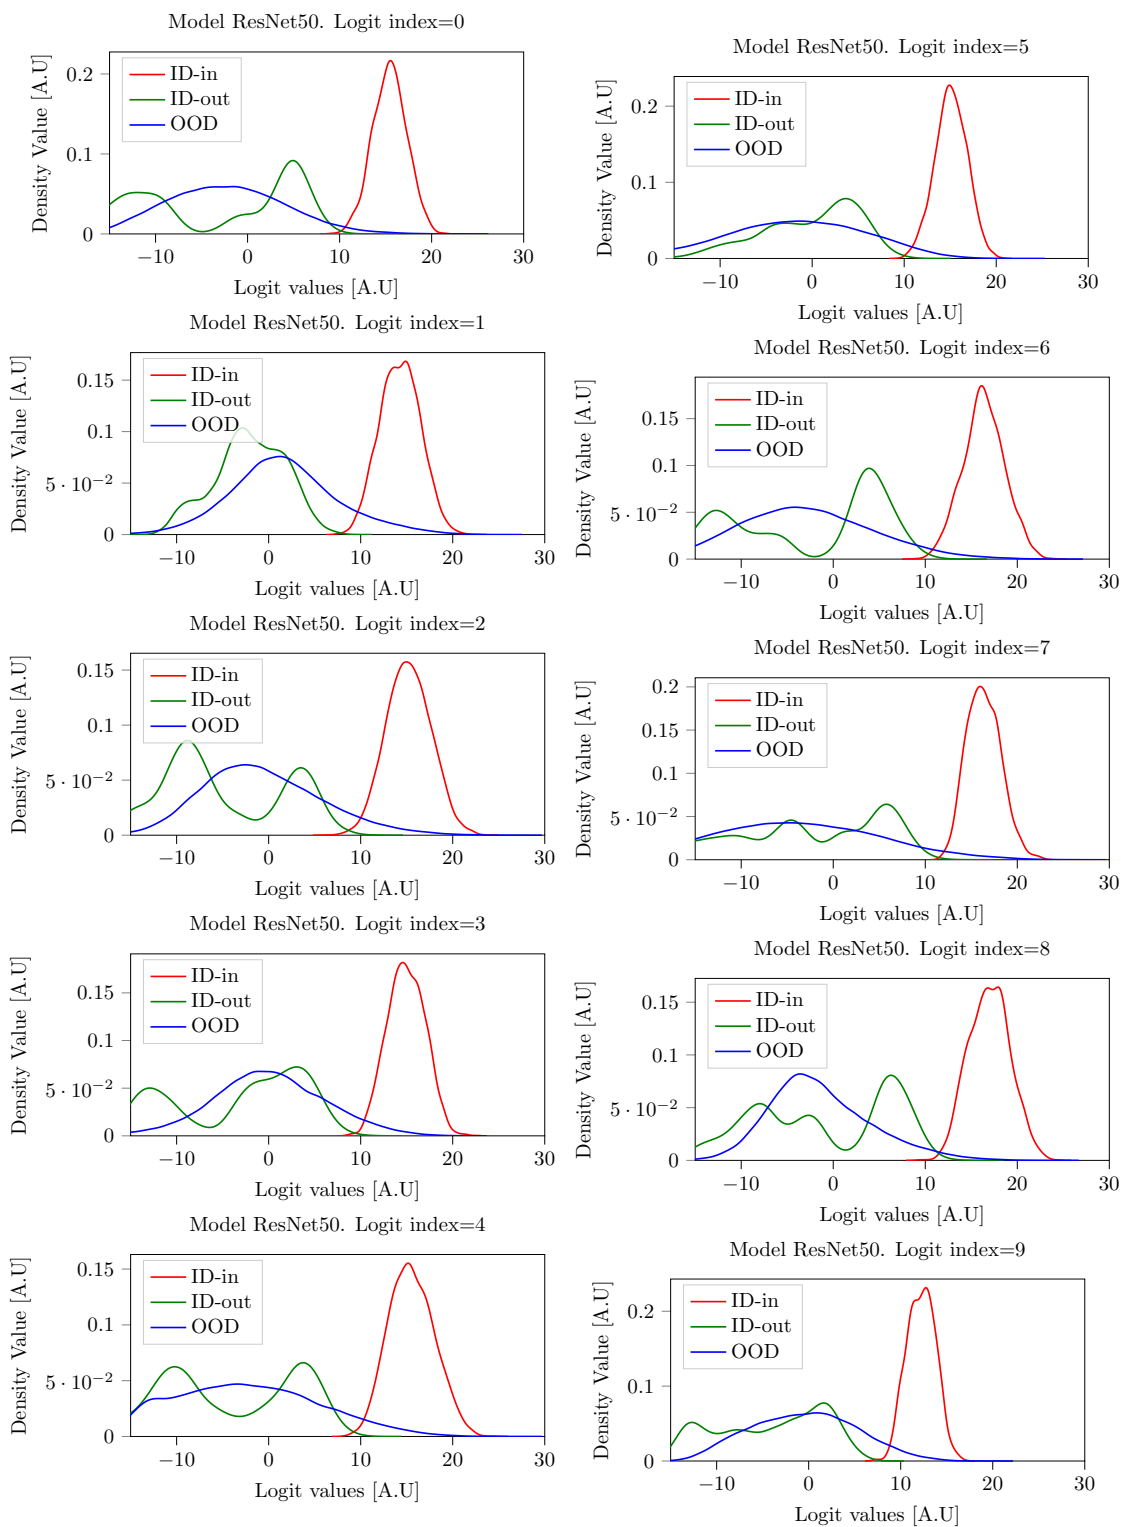 Model ResNet50. Logit index=0
Density Value [A.U]
0.2
0.1
0
ID-in
ID-out
OOD
−10 0 10 20 30
Logit values [A.U]
Model ResNet50. Logit index=1
Density Value [A.U]
0.15
0.1
5 · 10−2
0
ID-in
ID-out
OOD
−10 0 10 20 30
Logit values [A.U]
Model ResNet50. Logit index=2
Density Value [A.U]
0.15
0.1
5 · 10−2
0
ID-in
ID-out
OOD
−10 0 10 20 30
Logit values [A.U]
Model ResNet50. Logit index=3
Density Value [A.U]
0.15
0.1
5 · 10−2
0
ID-in
ID-out
OOD
−10 0 10 20 30
Logit values [A.U]
Model ResNet50. Logit index=4
Density Value [A.U]
0.15
0.1
5 · 10−2
0
ID-in
ID-out
OOD
−10 0 10 20 30
Logit values [A.U]
Model ResNet50. Logit index=5
Density Value [A.U]
0.2
0.1
0
ID-in
ID-out
OOD
−10 0 10 20 30
Logit values [A.U]
Model ResNet50. Logit index=6
Density Value [A.U]
0.15
0.1
5 · 10−2
0
ID-in
ID-out
OOD
−10 0 10 20 30
Logit values [A.U]
Model ResNet50. Logit index=7
Density Value [A.U]
0.2
0.15
0.1
5 · 10−2
0
ID-in
ID-out
OOD
−10 0 10 20 30
Logit values [A.U]
Model ResNet50. Logit index=8
Density Value [A.U]
0.15
0.1
5 · 10−2
0
ID-in
ID-out
OOD
−10 0 10 20 30
Logit values [A.U]
Model ResNet50. Logit index=9
Density Value [A.U]
0.2
0.1
0
ID-in
ID-out
OOD
−10 0 10 20 30
Logit values [A.U]